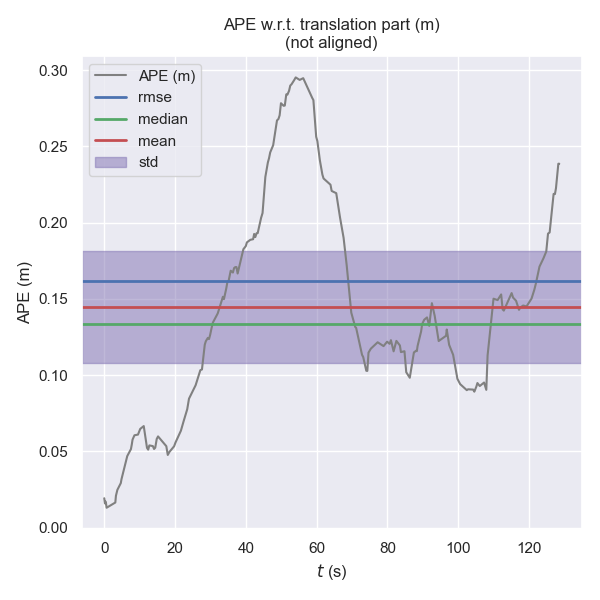 APE w.r.t. translation part (m)
(not aligned)
APE (m)
rmse
median
mean
std
0.30
0.25
0.20
0.15
0.10
0.05
0.00
APE (m)
0 20 40 60 80 100 120
t (s)